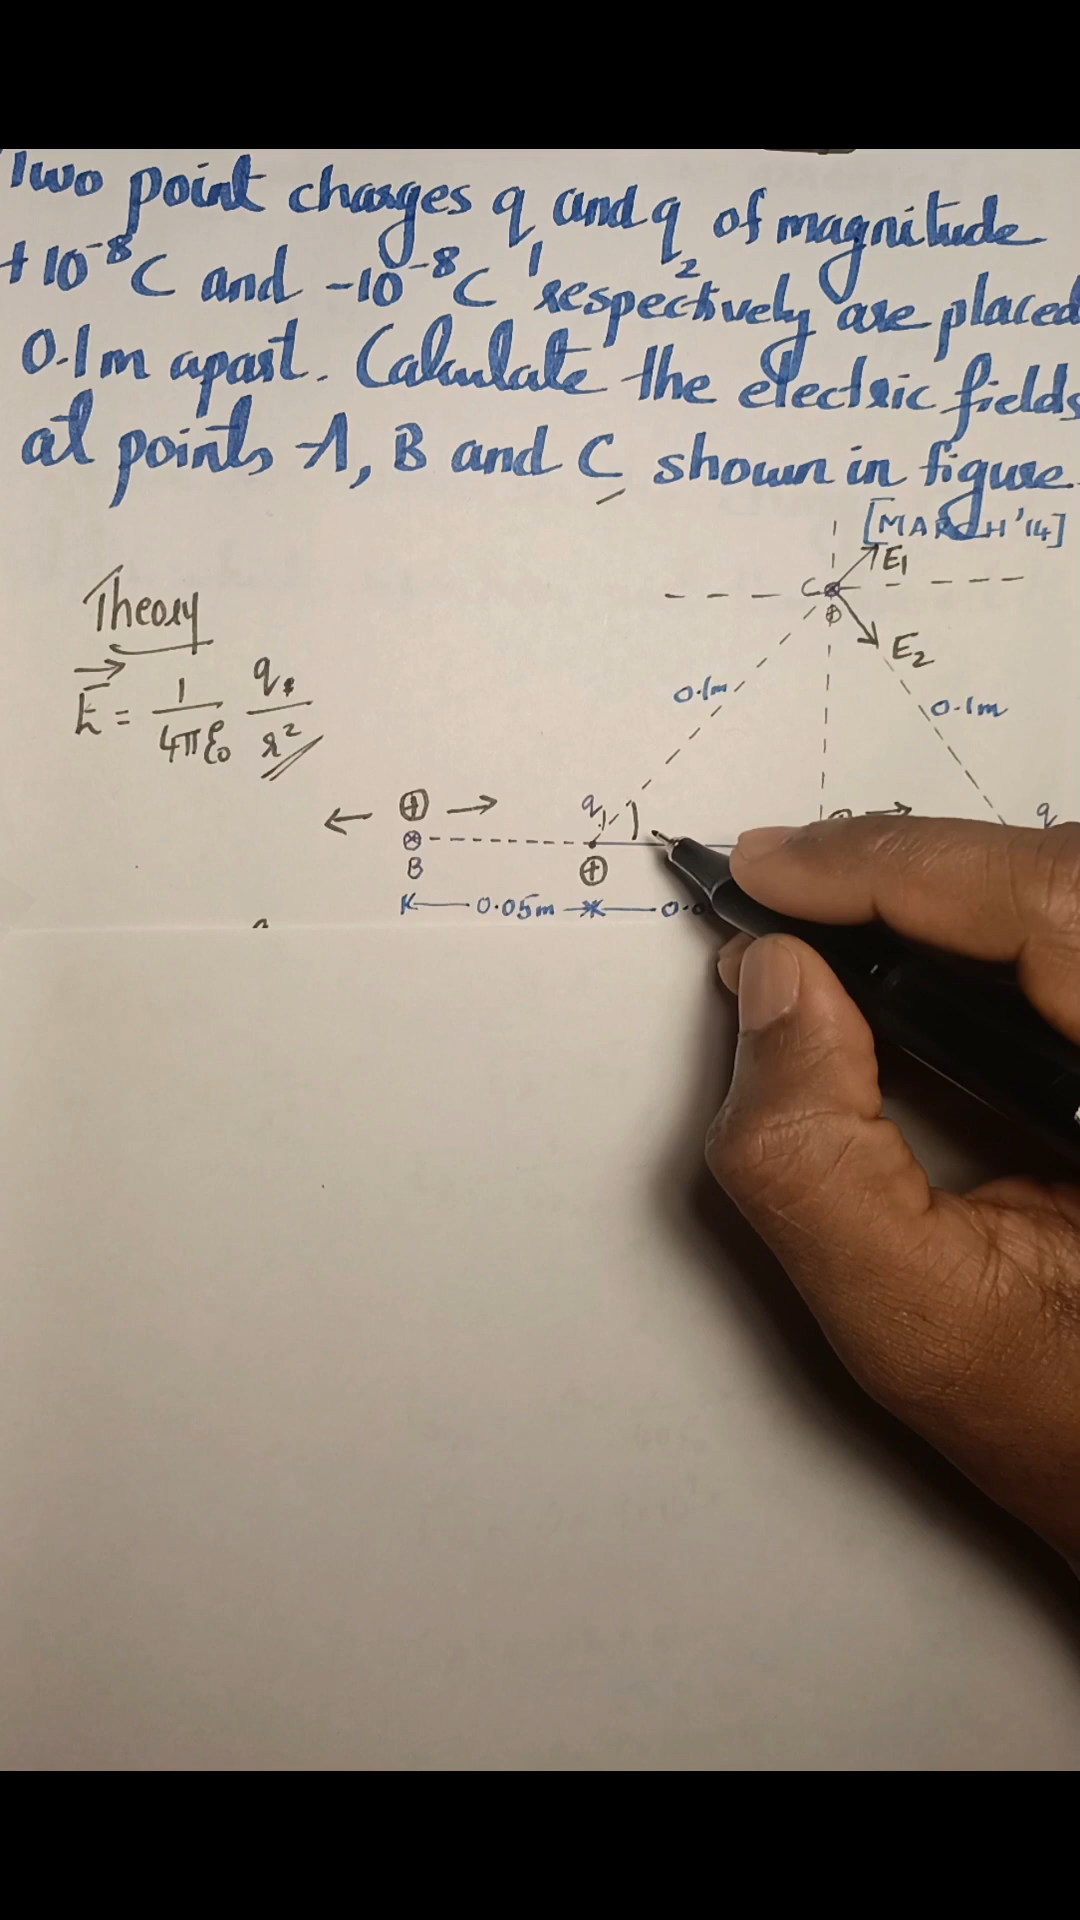 Two point charges q₁ and q₂ of magnitude
+10⁻⁸C and -10⁻⁸C respectively are placed
0.1m apart. Calculate the electric fields
at points A, B and C shown in figure.
[MARCH'14]
Theory
E⃗ = 1/4πε₀ q/r²
C
E₁
⊕
E₂
0.1m
0.1m
← ⊕ →
q₁
q
B
⊕
0.05m